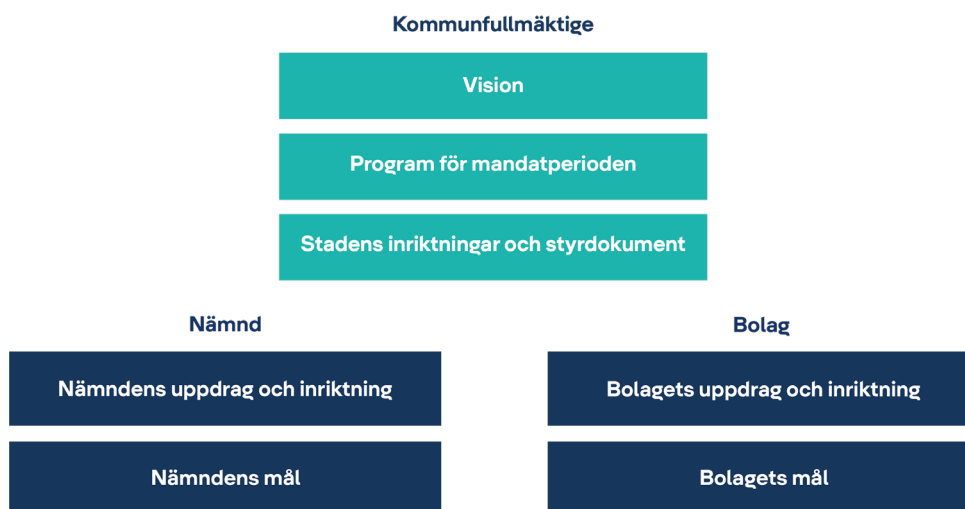 Kommunfullmäktige
Vision
Program för mandatperioden
Stadens inriktningar och styrdokument
Nämnd
Bolag
Nämndens uppdrag och inriktning
Bolagets uppdrag och inriktning
Nämndens mål
Bolagets mål